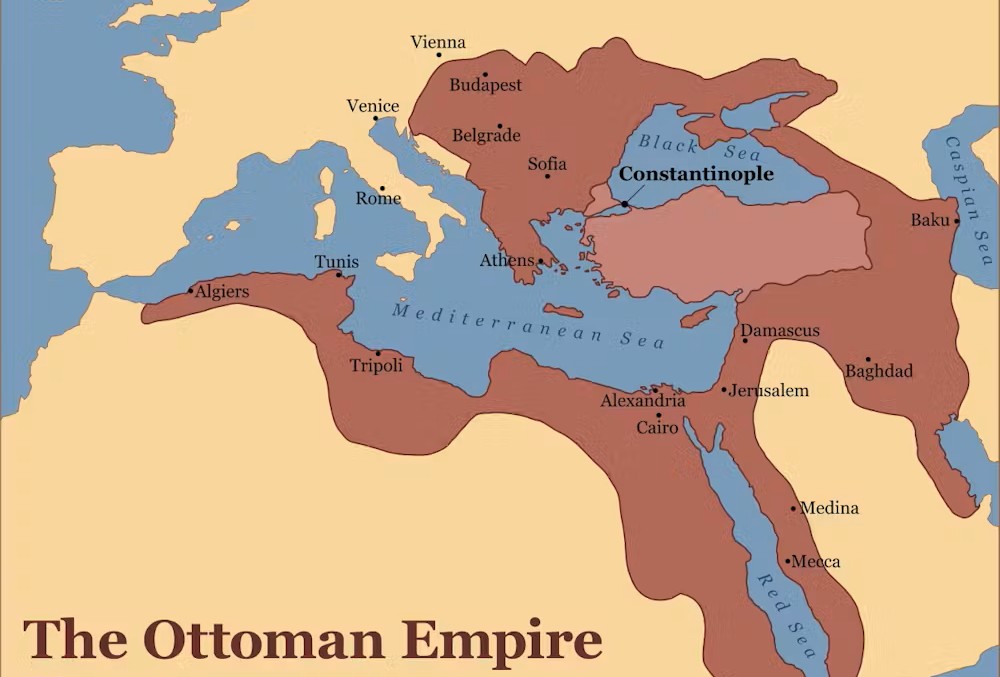 Vienna
Budapest
Venice
Belgrade
Black Sea
Sofia
Constantinople
Caspian Sea
Rome
Baku
Athens
Tunis
Algiers
Mediterranean Sea
Damascus
Tripoli
Baghdad
Jerusalem
Alexandria
Cairo
Medina
Mecca
Red Sea
The Ottoman Empire